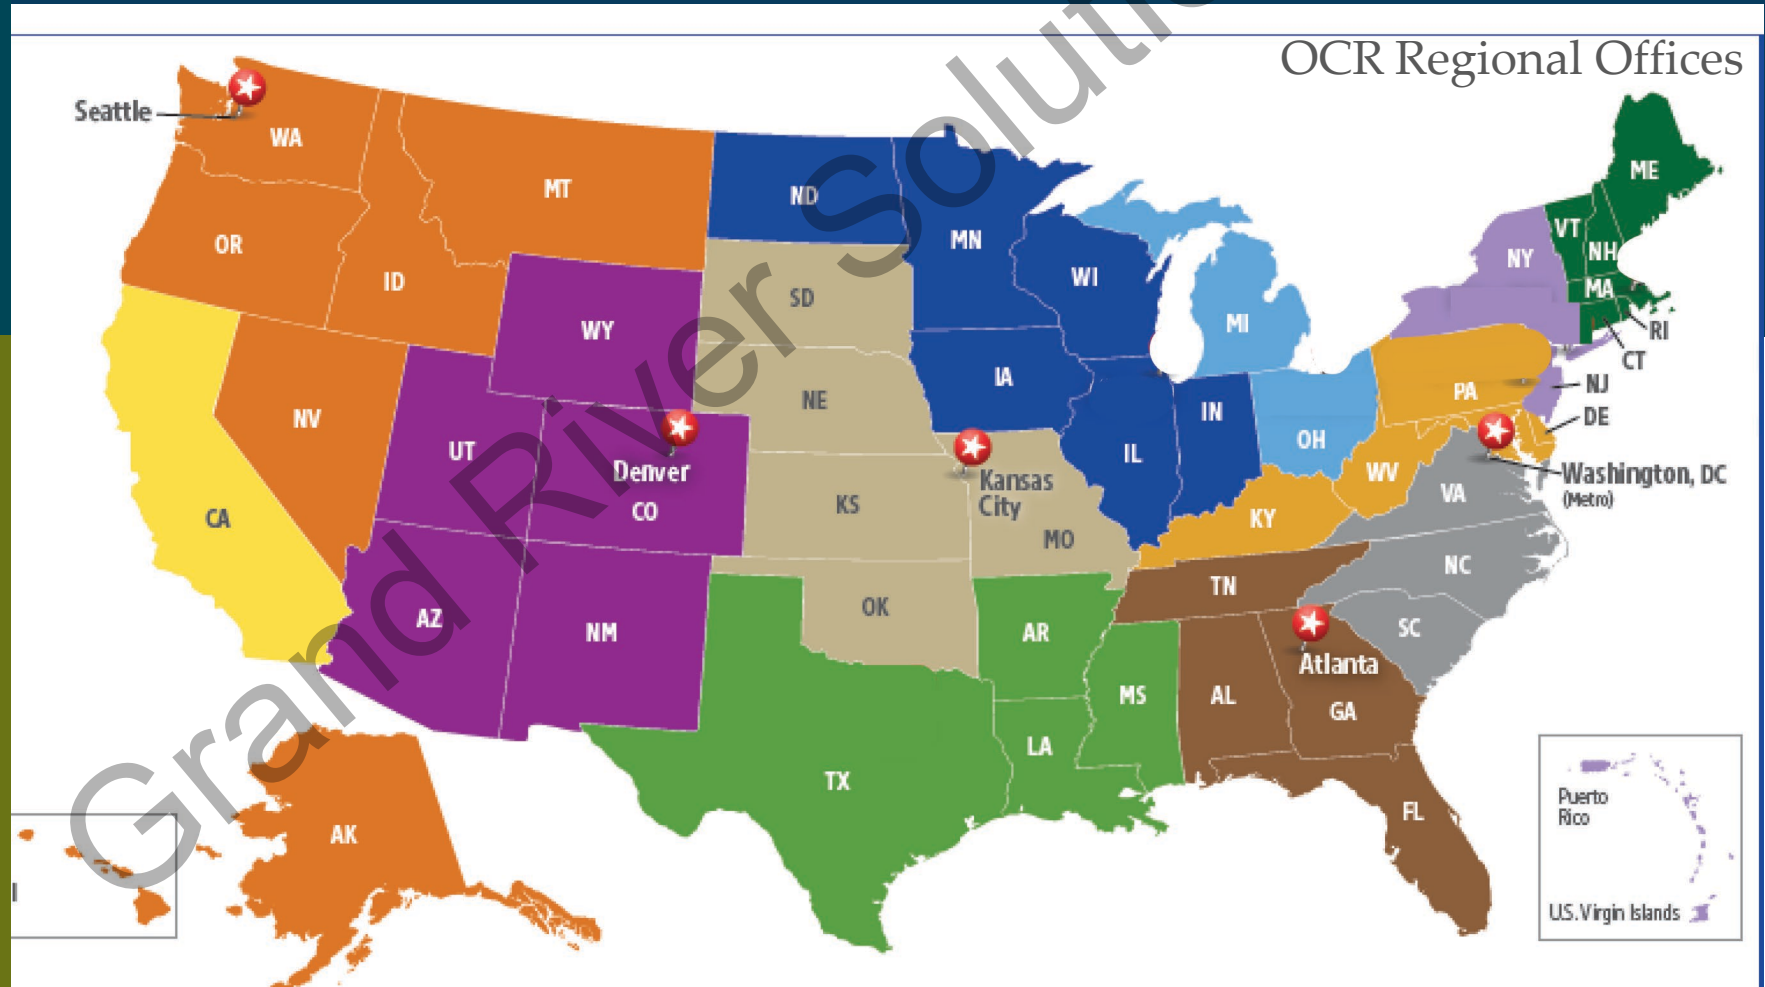 OCR Regional Offices
Seattle
WA
MT
ND
MN
ME
VT
NH
NY
MA
RI
CT
OR
ID
SD
WI
MI
WY
IA
NE
PA
NJ
DE
NV
UT
Denver
CO
IL
IN
OH
WV
Washington, DC
(Metro)
VA
CA
KS
Kansas
City
MO
KY
NC
AZ
NM
OK
AR
TN
SC
Atlanta
MS
AL
GA
LA
TX
FL
AK
Puerto
Rico
U.S. Virgin Islands
Grand River